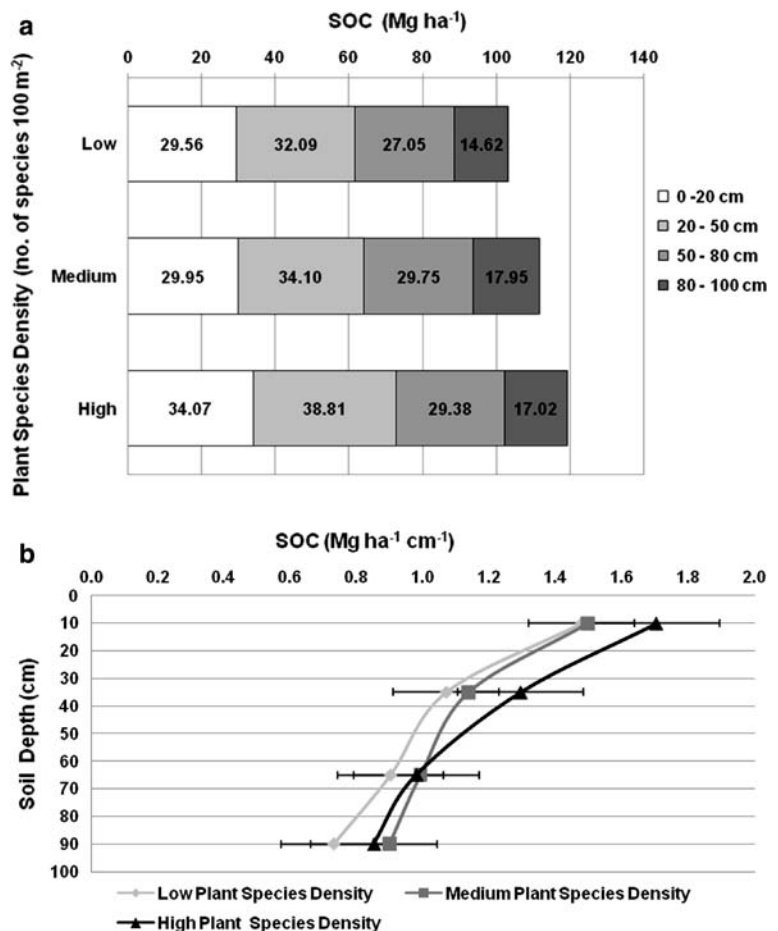 a
SOC (Mg ha⁻¹)
0 20 40 60 80 100 120 140
Plant Species Density (no. of species 100 m⁻²)
Low
29.56 32.09 27.05 14.62
Medium
29.95 34.10 29.75 17.95
High
34.07 38.81 29.38 17.02
0 -20 cm
20 - 50 cm
50 - 80 cm
80 - 100 cm
b
SOC (Mg ha⁻¹ cm⁻¹)
0.0 0.2 0.4 0.6 0.8 1.0 1.2 1.4 1.6 1.8 2.0
Soil Depth (cm)
0
10
20
30
40
50
60
70
80
90
100
Low Plant Species Density
Medium Plant Species Density
High Plant Species Density